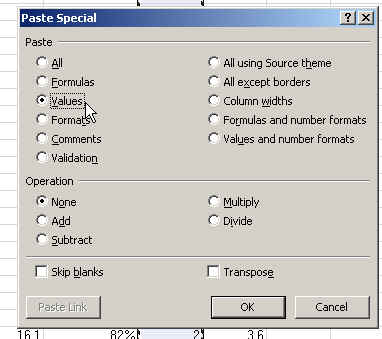 Paste Special
Paste
All
All using Source theme
Formulas
All except borders
Values
Column widths
Formats
Formulas and number formats
Comments
Values and number formats
Validation
Operation
None
Multiply
Add
Divide
Subtract
Skip blanks
Transpose
Paste Link
OK
Cancel
16.1 82% 2 3.6